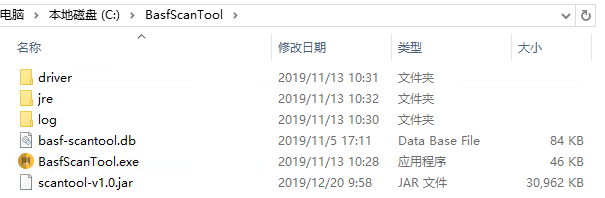 电脑 › 本地磁盘 (C:) › BasfScanTool ›
名称 修改日期 类型 大小
driver 2019/11/13 10:31 文件夹
jre 2019/11/13 10:32 文件夹
log 2019/11/13 10:30 文件夹
basf-scantool.db 2019/11/5 17:11 Data Base File 84 KB
BasfScanTool.exe 2019/11/13 10:28 应用程序 46 KB
scantool-v1.0.jar 2019/12/20 9:58 JAR 文件 30,962 KB